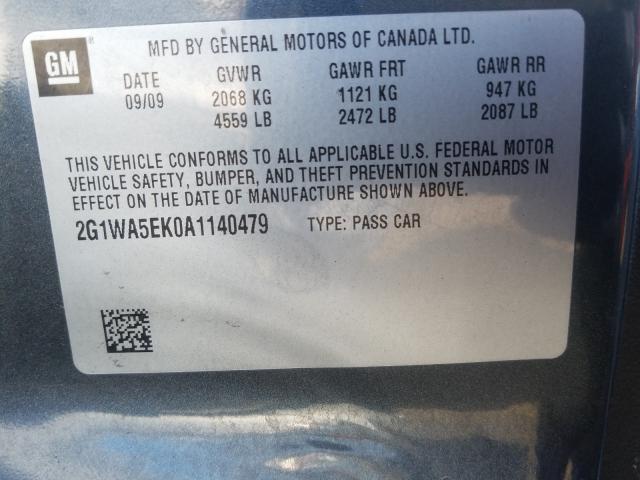 GM
MFD BY GENERAL MOTORS OF CANADA LTD.
DATE GVWR GAWR FRT GAWR RR
09/09 2068 KG 1121 KG 947 KG
4559 LB 2472 LB 2087 LB
THIS VEHICLE CONFORMS TO ALL APPLICABLE U.S. FEDERAL MOTOR
VEHICLE SAFETY, BUMPER, AND THEFT PREVENTION STANDARDS IN
EFFECT ON THE DATE OF MANUFACTURE SHOWN ABOVE.
2G1WA5EK0A1140479 TYPE: PASS CAR